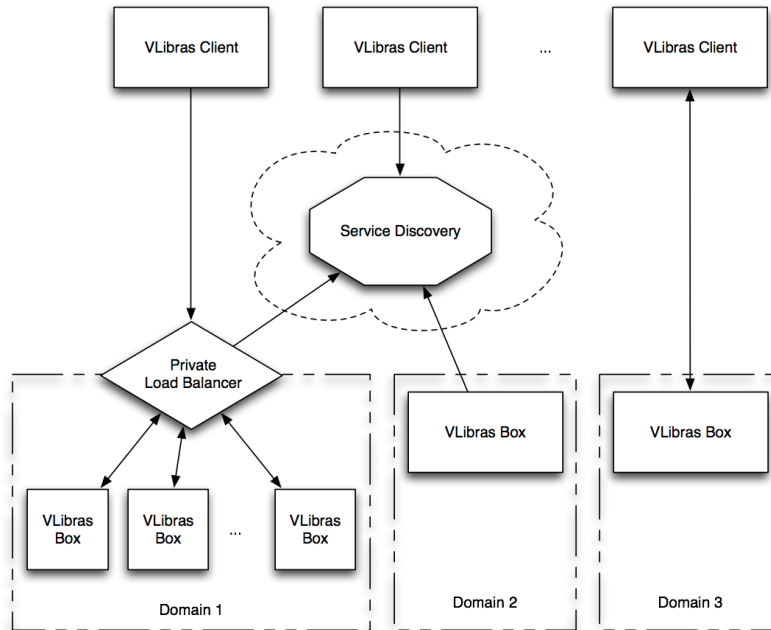 VLibras Client
VLibras Client
...
VLibras Client
Service Discovery
Private
Load Balancer
VLibras Box
VLibras Box
VLibras
Box
VLibras
Box
...
VLibras
Box
Domain 1
Domain 2
Domain 3